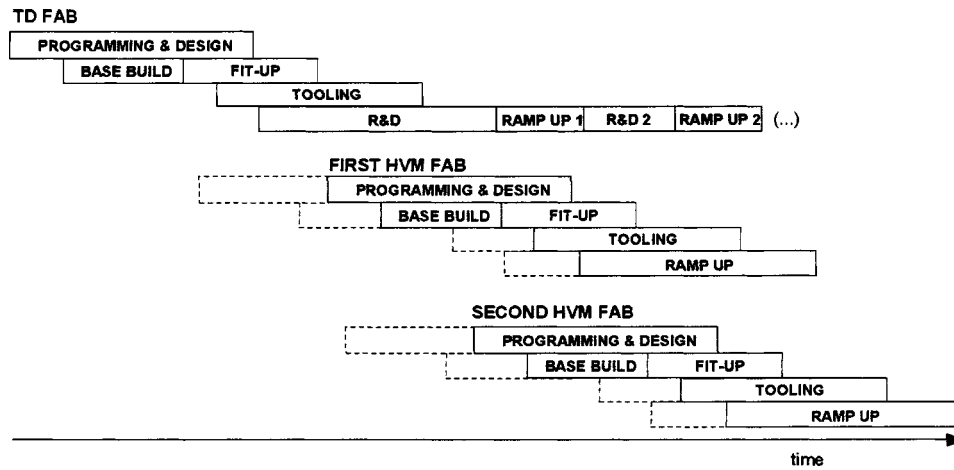 TD FAB
PROGRAMMING & DESIGN
BASE BUILD FIT-UP
TOOLING
R&D RAMP UP 1 R&D 2 RAMP UP 2 (...)
FIRST HVM FAB
PROGRAMMING & DESIGN
BASE BUILD FIT-UP
TOOLING
RAMP UP
SECOND HVM FAB
PROGRAMMING & DESIGN
BASE BUILD FIT-UP
TOOLING
RAMP UP
time